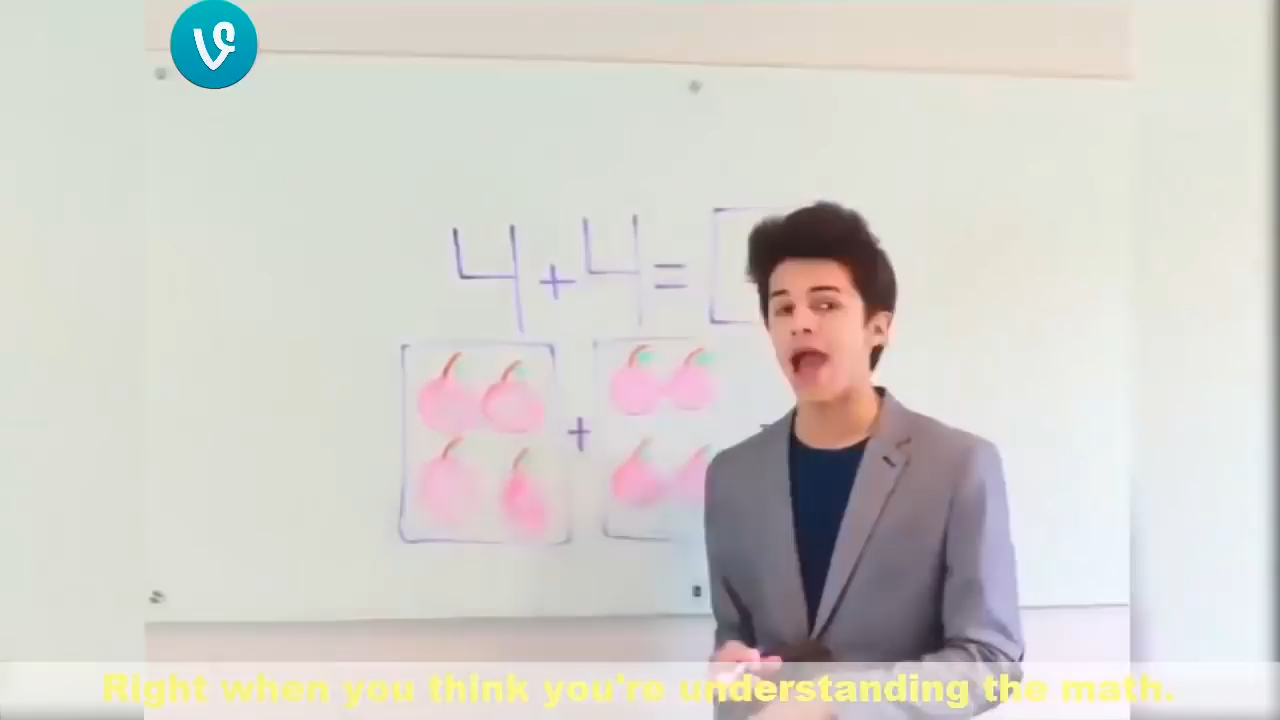 4 + 4 =
+
Right when you think you're understanding the math.